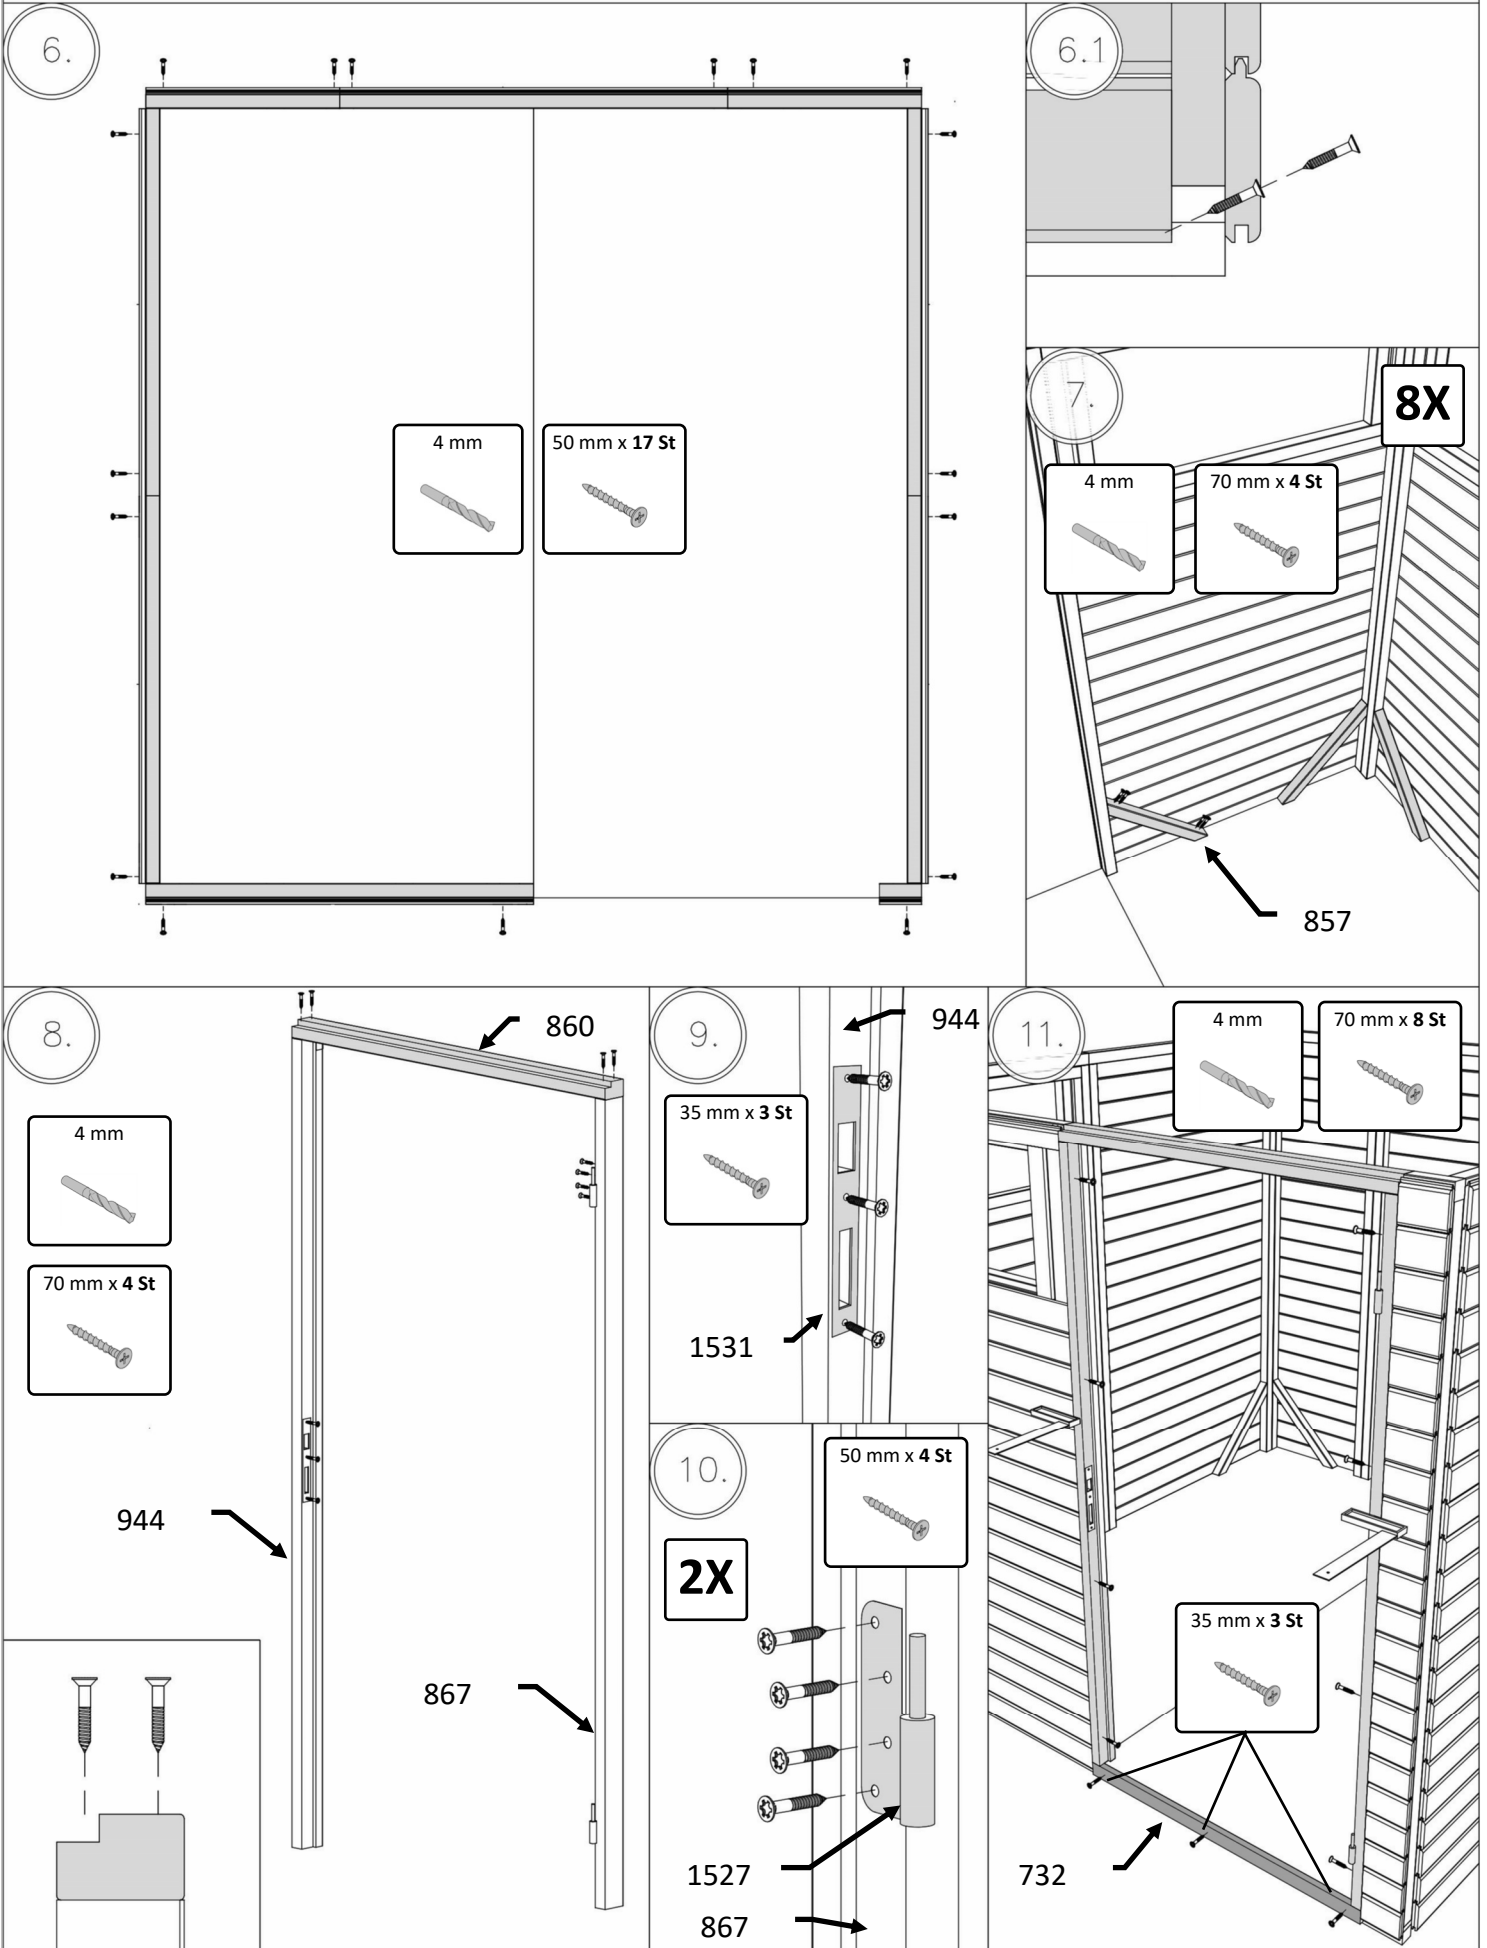 6.
4 mm
50 mm x 17 St
6.1
7.
8X
4 mm
70 mm x 4 St
857
8.
860
4 mm
70 mm x 4 St
944
867
9.
944
35 mm x 3 St
1531
10.
50 mm x 4 St
2X
1527
867
11.
4 mm
70 mm x 8 St
35 mm x 3 St
732